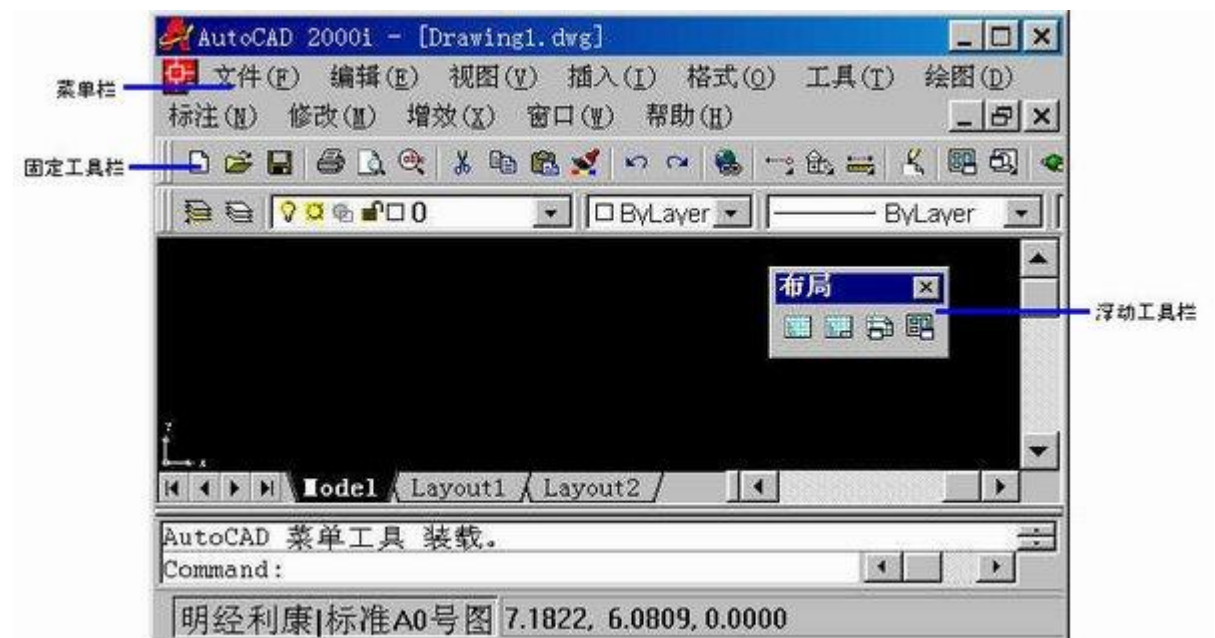 AutoCAD 2000i - [Drawing1.dwg]
菜单栏
文件(F) 编辑(E) 视图(V) 插入(I) 格式(O) 工具(T) 绘图(D)
标注(N) 修改(M) 增效(X) 窗口(W) 帮助(H)
固定工具栏
0 ByLayer ByLayer
布局
浮动工具栏
Model Layout1 Layout2
AutoCAD 菜单工具 装载。
Command:
明经利康|标准A0号图 7.1822, 6.0809, 0.0000